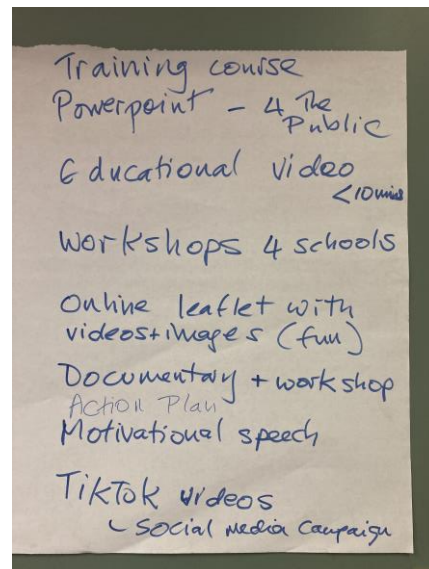 Training course
Powerpoint - 4 The
Public
Educational video
<10mins
Workshops 4 schools
Online leaflet with
videos+images (fun)
Documentary + workshop
Action Plan
Motivational speech
TikTok videos
Social Media Campaign